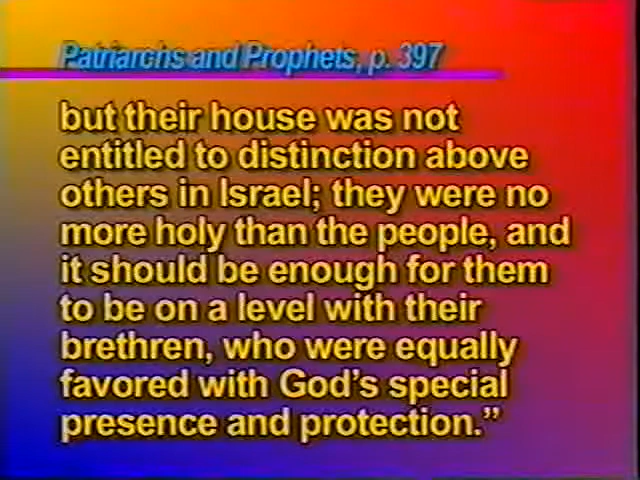 Patriarchs and Prophets, p. 397
but their house was not
entitled to distinction above
others in Israel; they were no
more holy than the people, and
it should be enough for them
to be on a level with their
brethren, who were equally
favored with God's special
presence and protection.”